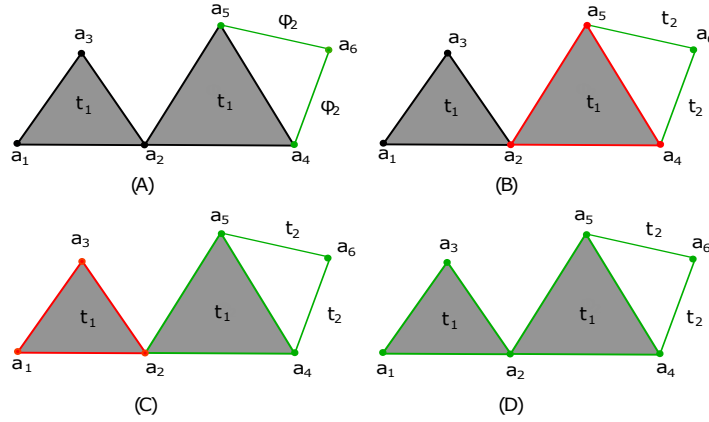 a₅ φ₂ a₆
a₃
t₁ t₁ φ₂
a₁ a₂ a₄
(A)
a₅ t₂ a₆
a₃
t₁ t₁ t₂
a₁ a₂ a₄
(B)
a₅ t₂ a₆
a₃
t₁ t₁ t₂
a₁ a₂ a₄
(C)
a₅ t₂ a₆
a₃
t₁ t₁ t₂
a₁ a₂ a₄
(D)